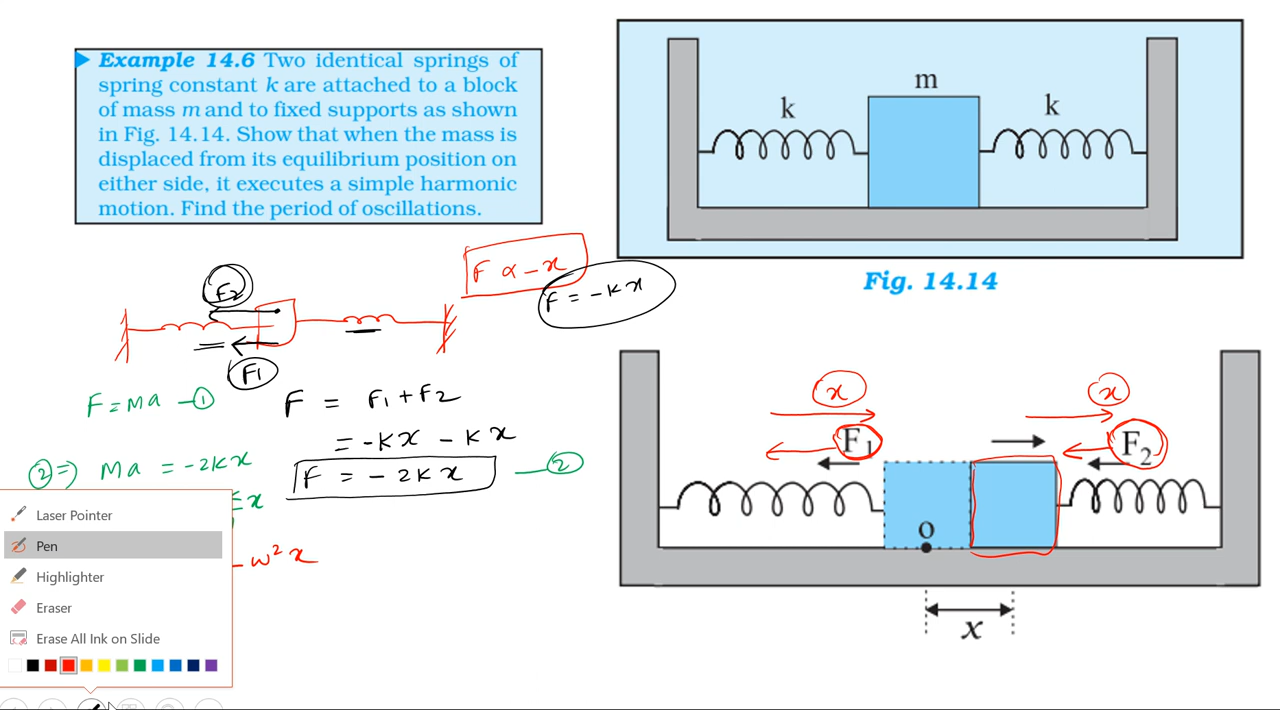 Example 14.6 Two identical springs of
spring constant k are attached to a block
of mass m and to fixed supports as shown
in Fig. 14.14. Show that when the mass is
displaced from its equilibrium position on
either side, it executes a simple harmonic
motion. Find the period of oscillations.
m
k
k
Fig. 14.14
F ∝ -x
F = -kx
F2
F1
F = ma —①
F = F1 + F2
= -kx - kx
F = -2kx —②
②⇒ Ma = -2kx
x
- ω² x
x
x
F1
F2
O
x
Laser Pointer
Pen
Highlighter
Eraser
Erase All Ink on Slide